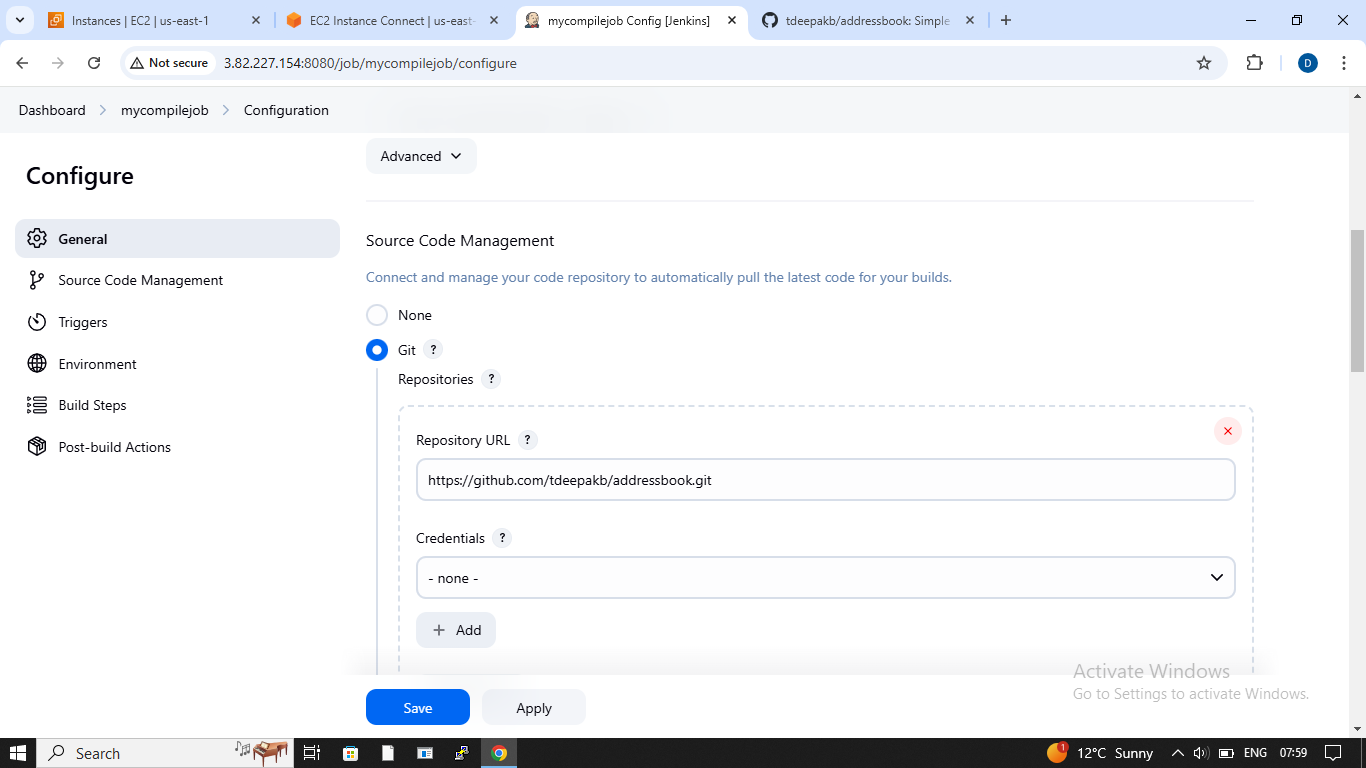 Instances | EC2 | us-east-1
EC2 Instance Connect | us-east-
mycompilejob Config [Jenkins]
tdeepakb/addressbook: Simple
Not secure
3.82.227.154:8080/job/mycompilejob/configure
D
Dashboard
mycompilejob
Configuration
Configure
General
Source Code Management
Triggers
Environment
Build Steps
Post-build Actions
Advanced
Source Code Management
Connect and manage your code repository to automatically pull the latest code for your builds.
None
Git ?
Repositories ?
Repository URL ?
https://github.com/tdeepakb/addressbook.git
Credentials ?
- none -
+ Add
Save
Apply
Activate Windows
Go to Settings to activate Windows.
Search
1
12°C Sunny
ENG
07:59